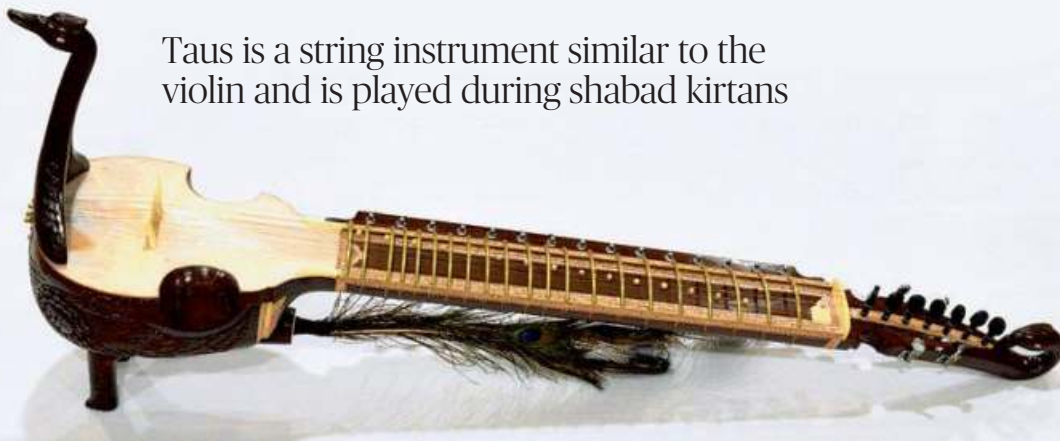 Taus is a string instrument similar to the
violin and is played during shabad kirtans